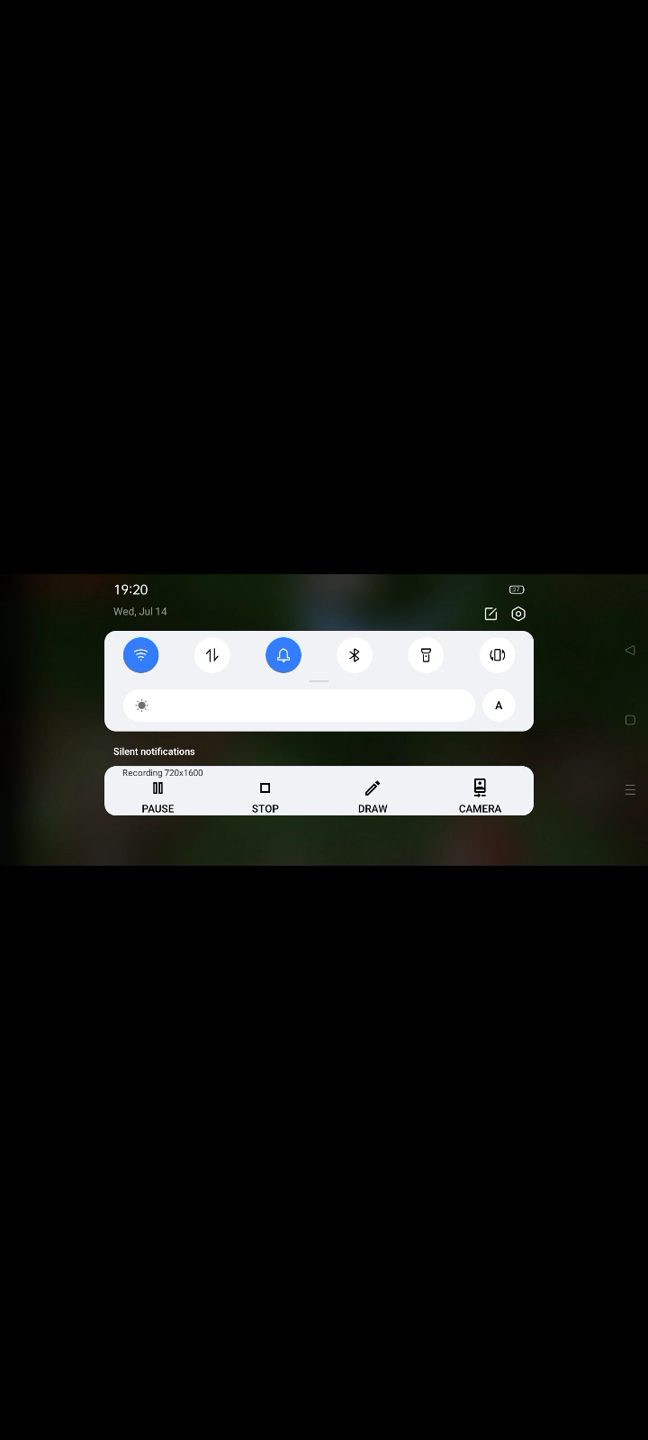 19:20
Wed, Jul 14
A
Silent notifications
Recording 720x1600
PAUSE STOP DRAW CAMERA